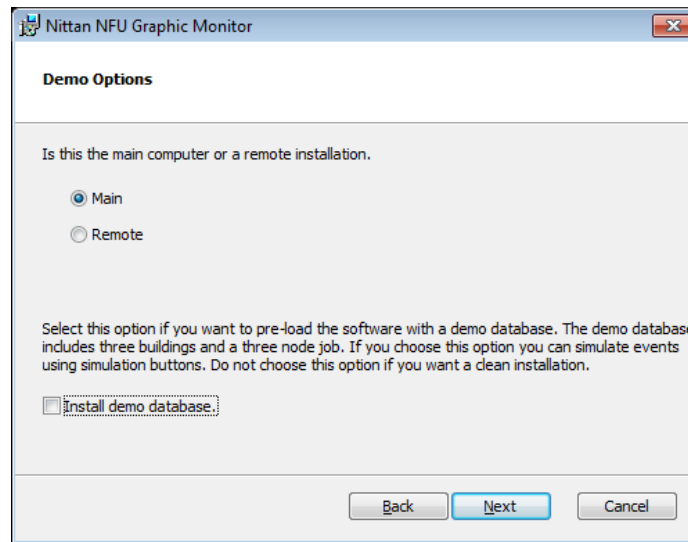 Nittan NFU Graphic Monitor
Demo Options
Is this the main computer or a remote installation.
Main
Remote
Select this option if you want to pre-load the software with a demo database. The demo database
includes three buildings and a three node job. If you choose this option you can simulate events
using simulation buttons. Do not choose this option if you want a clean installation.
Install demo database.
Back Next Cancel